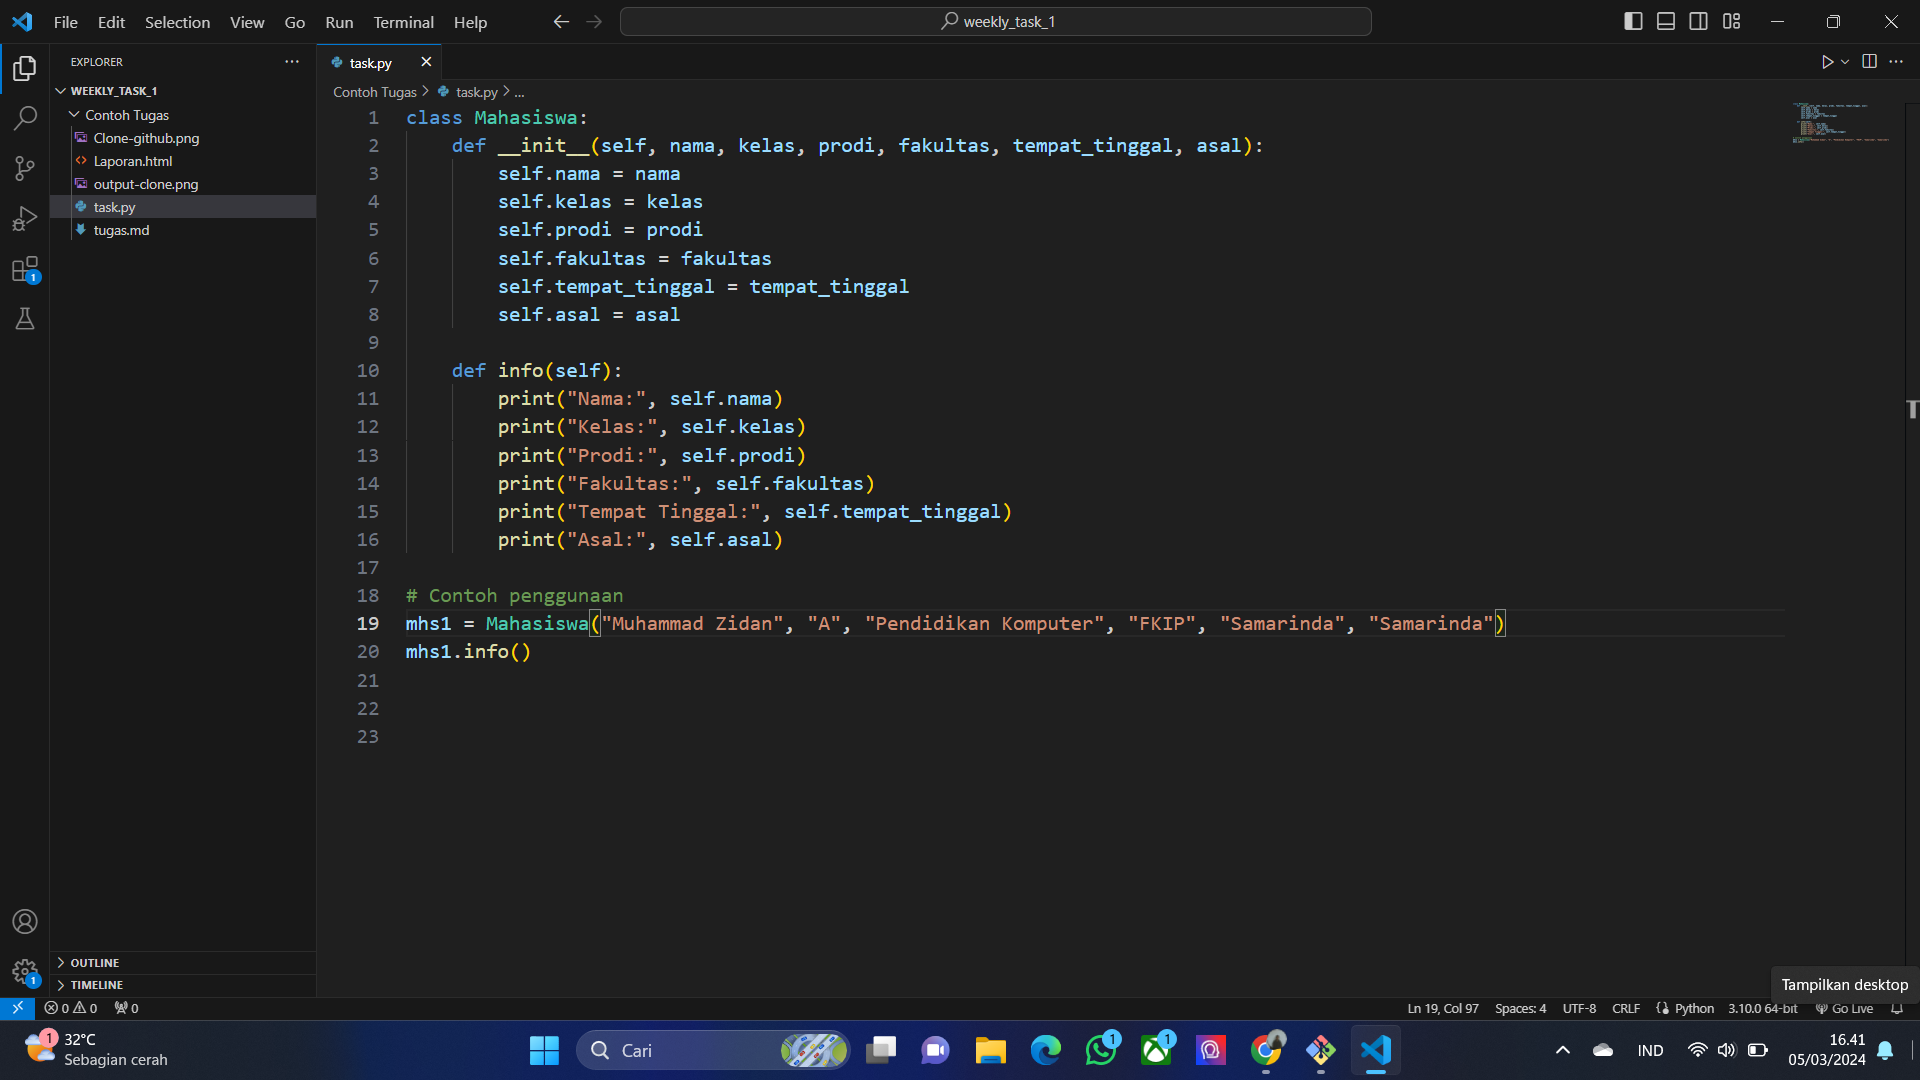 File Edit Selection View Go Run Terminal Help
weekly_task_1
EXPLORER
WEEKLY_TASK_1
Contoh Tugas
Clone-github.png
Laporan.html
output-clone.png
task.py
tugas.md
OUTLINE
TIMELINE
task.py
Contoh Tugas > task.py > ...
1 class Mahasiswa:
2     def __init__(self, nama, kelas, prodi, fakultas, tempat_tinggal, asal):
3         self.nama = nama
4         self.kelas = kelas
5         self.prodi = prodi
6         self.fakultas = fakultas
7         self.tempat_tinggal = tempat_tinggal
8         self.asal = asal
9
10     def info(self):
11         print("Nama:", self.nama)
12         print("Kelas:", self.kelas)
13         print("Prodi:", self.prodi)
14         print("Fakultas:", self.fakultas)
15         print("Tempat Tinggal:", self.tempat_tinggal)
16         print("Asal:", self.asal)
17
18 # Contoh penggunaan
19 mhs1 = Mahasiswa("Muhammad Zidan", "A", "Pendidikan Komputer", "FKIP", "Samarinda", "Samarinda")
20 mhs1.info()
21
22
23
1
1
Tampilkan desktop
0 0 0
Ln 19, Col 97 Spaces: 4 UTF-8 CRLF Python 3.10.0 64-bit Go Live
1
32°C
Sebagian cerah
Cari
1
1
IND
16.41
05/03/2024